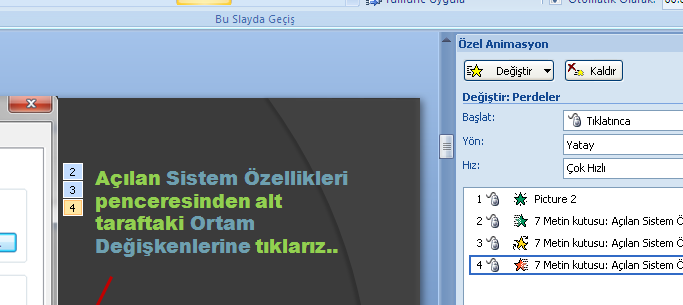 Otomatik Olarak:
Bu Slayda Geçiş
Özel Animasyon
Değiştir
Kaldır
Değiştir: Perdeler
Başlat:
Tıklatınca
Yön:
Yatay
Hız:
Çok Hızlı
2
3
4
Açılan Sistem Özellikleri
penceresinden alt
taraftaki Ortam
Değişkenlerine tıklarız..
1 Picture 2
2 7 Metin kutusu: Açılan Sistem Ö
3 7 Metin kutusu: Açılan Sistem Ö
4 7 Metin kutusu: Açılan Sistem Ö